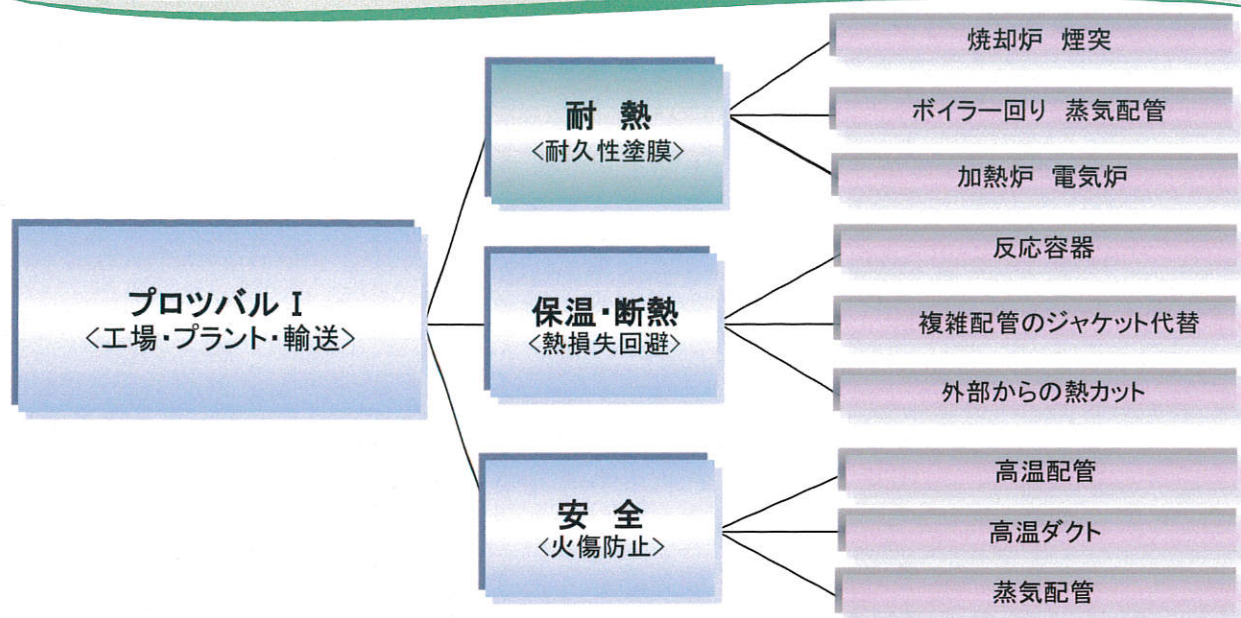 プロツバル Ⅰ
<工場・プラント・輸送>
耐 熱
<耐久性塗膜>
焼却炉 煙突
ボイラー回り 蒸気配管
加熱炉 電気炉
保温・断熱
<熱損失回避>
反応容器
複雑配管のジャケット代替
外部からの熱カット
安 全
<火傷防止>
高温配管
高温ダクト
蒸気配管